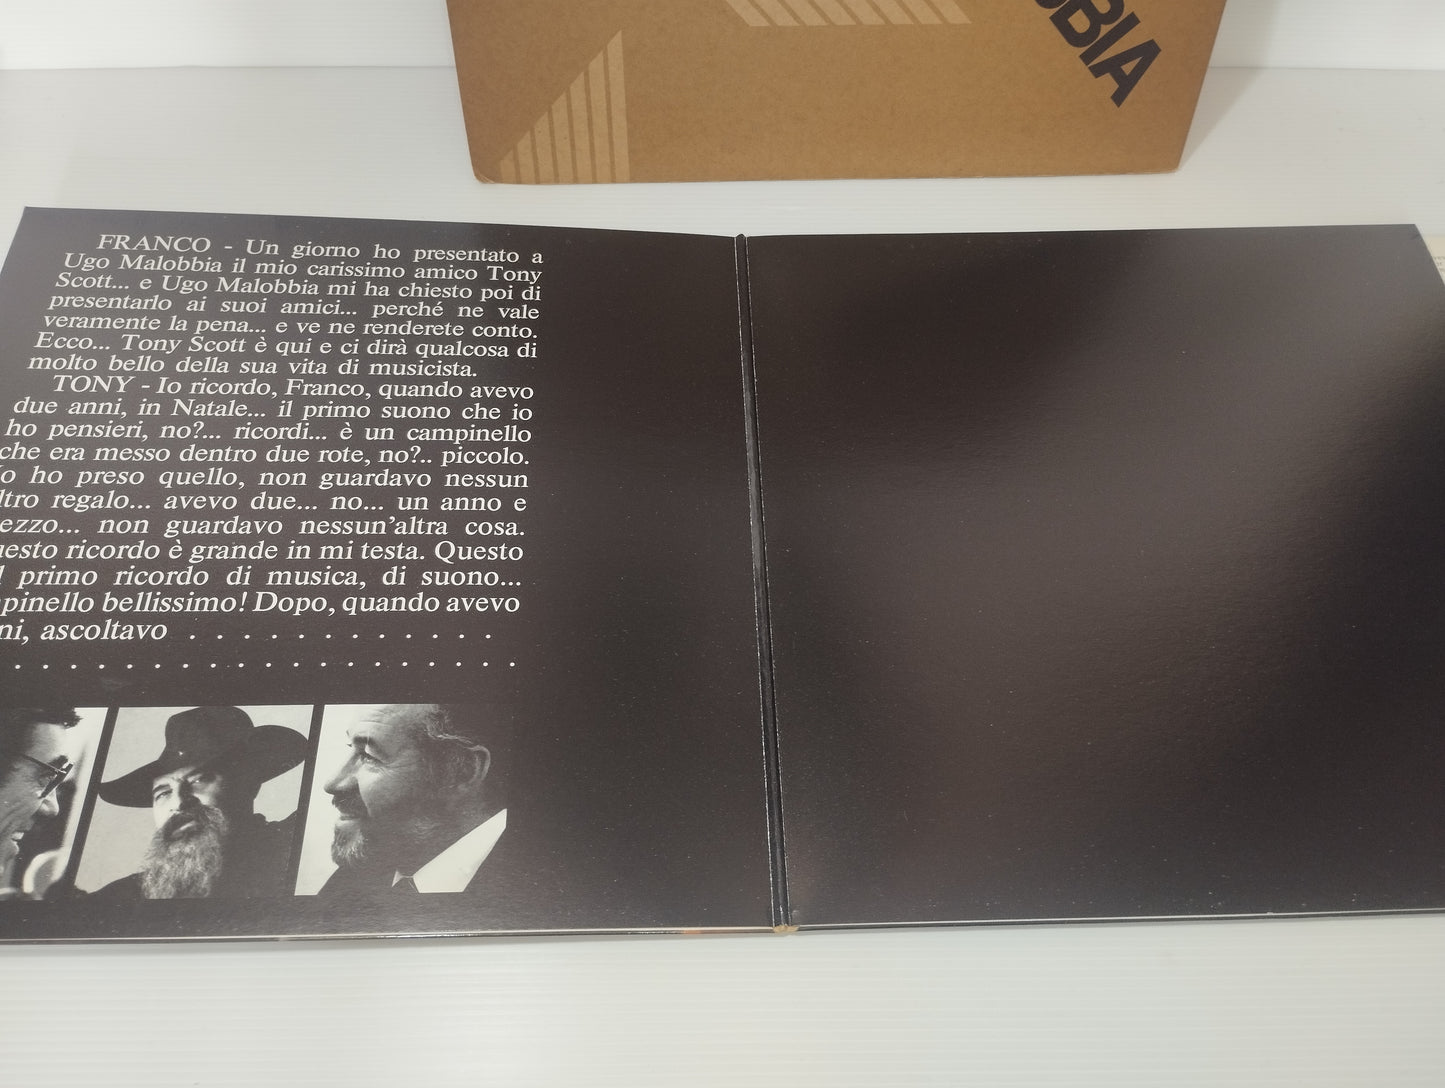 BBIA
FRANCO - Un giorno ho presentato a
Ugo Malobbia il mio carissimo amico Tony
Scott... e Ugo Malobbia mi ha chiesto poi di
presentarlo ai suoi amici... perché ne vale
veramente la pena... e ve ne renderete conto.
Ecco... Tony Scott è qui e ci dirà qualcosa di
molto bello della sua vita di musicista.
TONY - Io ricordo, Franco, quando avevo
due anni, in Natale... il primo suono che io
ho pensieri, no?... ricordi... è un campinello
che era messo dentro due rote, no?.. piccolo.
Io ho preso quello, non guardavo nessun
ltro regalo... avevo due... no... un anno e
ezzo... non guardavo nessun'altra cosa.
uesto ricordo è grande in mi testa. Questo
l primo ricordo di musica, di suono...
pinello bellissimo! Dopo, quando avevo
ni, ascoltavo . . . . . . . . . . . .
. . . . . . . . . . . . . . . . . . .